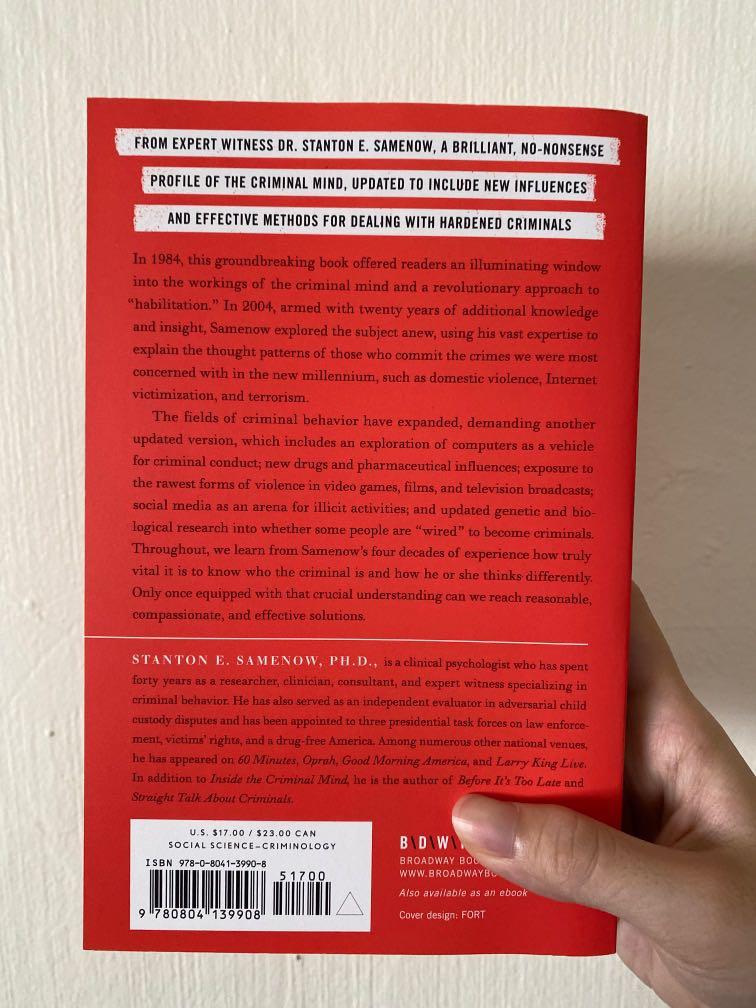 FROM EXPERT WITNESS DR. STANTON E. SAMENOW, A BRILLIANT, NO-NONSENSE
PROFILE OF THE CRIMINAL MIND, UPDATED TO INCLUDE NEW INFLUENCES
AND EFFECTIVE METHODS FOR DEALING WITH HARDENED CRIMINALS
In 1984, this groundbreaking book offered readers an illuminating window
into the workings of the criminal mind and a revolutionary approach to
“habilitation.” In 2004, armed with twenty years of additional knowledge
and insight, Samenow explored the subject anew, using his vast expertise to
explain the thought patterns of those who commit the crimes we were most
concerned with in the new millennium, such as domestic violence, Internet
victimization, and terrorism.
The fields of criminal behavior have expanded, demanding another
updated version, which includes an exploration of computers as a vehicle
for criminal conduct; new drugs and pharmaceutical influences; exposure to
the rawest forms of violence in video games, films, and television broadcasts;
social media as an arena for illicit activities; and updated genetic and bio-
logical research into whether some people are “wired” to become criminals.
Throughout, we learn from Samenow’s four decades of experience how truly
vital it is to know who the criminal is and how he or she thinks differently.
Only once equipped with that crucial understanding can we reach reasonable,
compassionate, and effective solutions.
STANTON E. SAMENOW, PH.D., is a clinical psychologist who has spent
forty years as a researcher, clinician, consultant, and expert witness specializing in
criminal behavior. He has also served as an independent evaluator in adversarial child
custody disputes and has been appointed to three presidential task forces on law enforce-
ment, victims’ rights, and a drug-free America. Among numerous other national venues,
he has appeared on 60 Minutes, Oprah, Good Morning America, and Larry King Live.
In addition to Inside the Criminal Mind, he is the author of Before It’s Too Late and
Straight Talk About Criminals.
U.S. $17.00 / $23.00 CAN
SOCIAL SCIENCE–CRIMINOLOGY
ISBN 978-0-8041-3990-8
51700
9 780804 139908
B\D\W\
BROADWAY
Also available as an ebook
Cover design: FORT